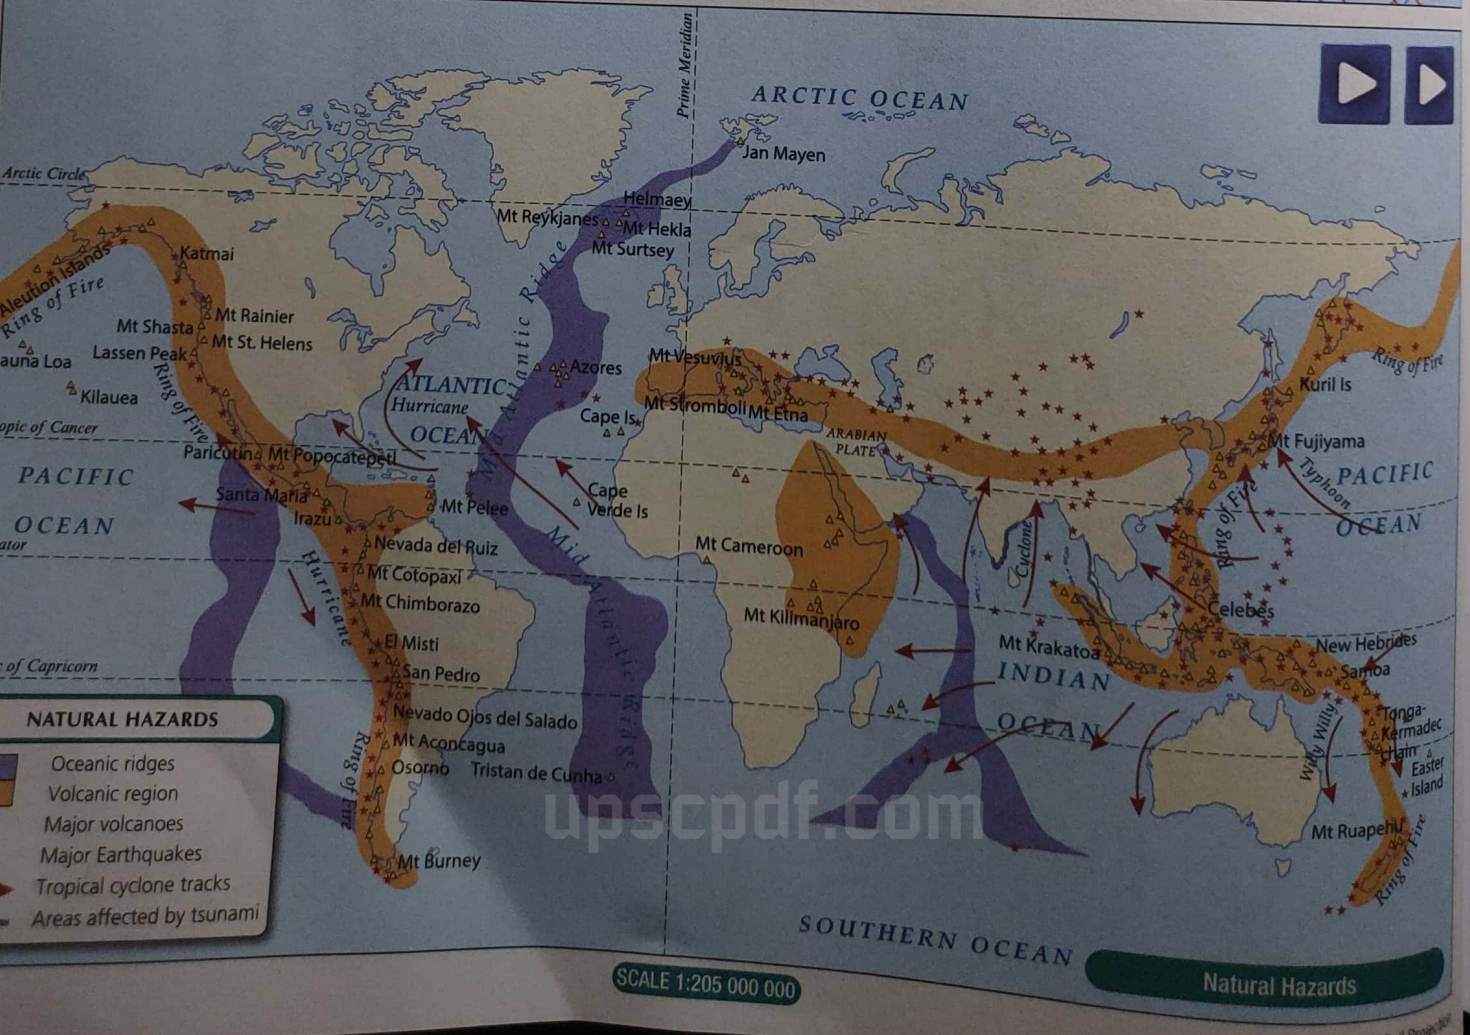 Prime Meridian
ARCTIC OCEAN
Jan Mayen
Arctic Circle
Helmaey
Mt Reykjanes
Mt Hekla
Mt Surtsey
Katmai
Aleution Islands
Ring of Fire
Mt Rainier
Mt Shasta
Mt St. Helens
Lassen Peak
auna Loa
Kilauea
Ring of Fire
Mid Atlantic Ridge
ATLANTIC
Hurricane
OCEAN
Azores
Cape Is.
Mt Vesuvius
Mt Stromboli
Mt Etna
ARABIAN
PLATE
Kuril Is
Ring of Fire
Mt Fujiyama
Typhoon
PACIFIC
OCEAN
Ring of Fire
opic of Cancer
Paricutin
Mt Popocatepetl
PACIFIC
OCEAN
Santa Maria
Irazu
Mt Pelee
Cape
Verde Is
ator
Nevada del Ruiz
Mt Cotopaxi
Mt Chimborazo
Hurricane
El Misti
San Pedro
Mid Atlantic Ridge
Mt Cameroon
Mt Kilimanjaro
Cyclone
Celebes
Mt Krakatoa
INDIAN
OCEAN
New Hebrides
Samoa
of Capricorn
Nevado Ojos del Salado
Mt Aconcagua
Osorno
Tristan de Cunha
Ring of Fire
Willy Willy
Tonga-
Kermadec
chain
Easter
Island
Mt Ruapehu
Ring of Fire
Mt Burney
NATURAL HAZARDS
Oceanic ridges
Volcanic region
Major volcanoes
Major Earthquakes
Tropical cyclone tracks
Areas affected by tsunami
upscpdf.com
SOUTHERN OCEAN
SCALE 1:205 000 000
Natural Hazards